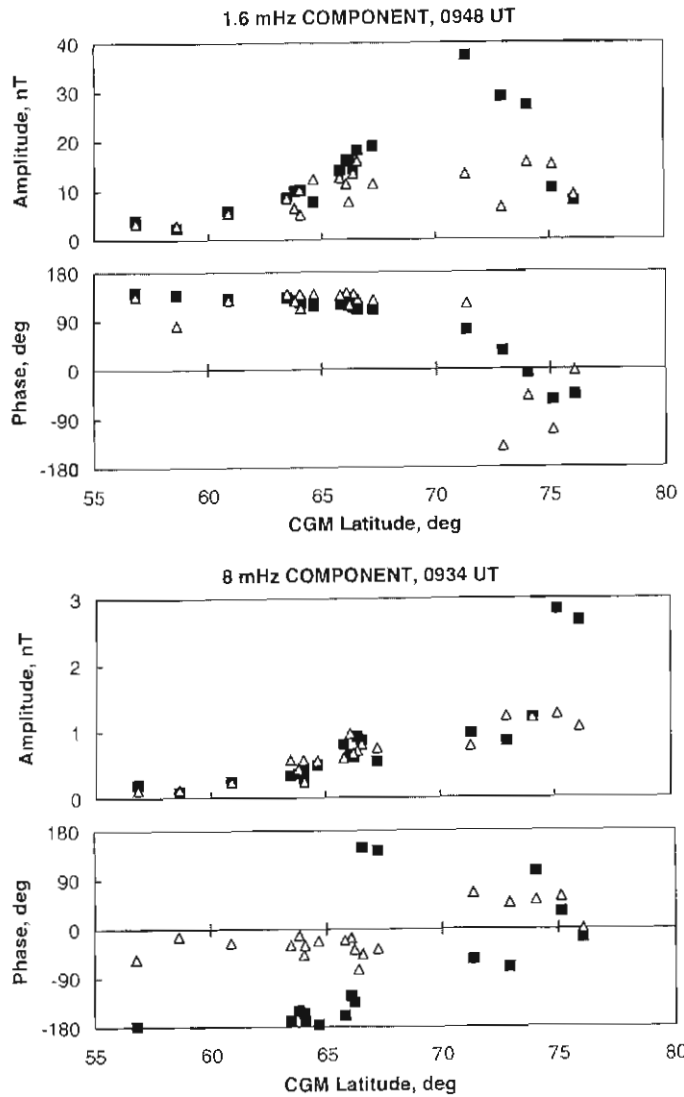 1.6 mHz COMPONENT, 0948 UT
Amplitude, nT
40
30
20
10
0
Phase, deg
180
90
0
-90
-180
55 60 65 70 75 80
CGM Latitude, deg
8 mHz COMPONENT, 0934 UT
Amplitude, nT
3
2
1
0
Phase, deg
180
90
0
-90
-180
55 60 65 70 75 80
CGM Latitude, deg